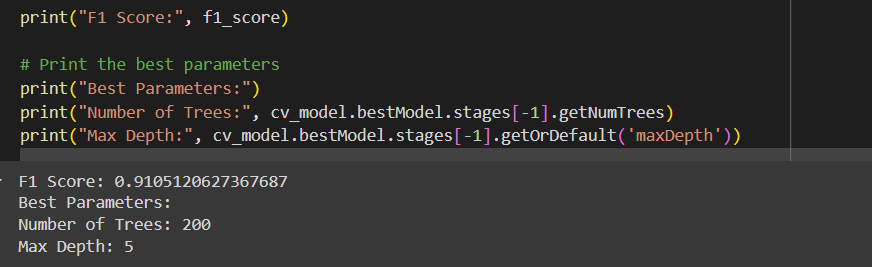 print("F1 Score:", f1_score)
# Print the best parameters
print("Best Parameters:")
print("Number of Trees:", cv_model.bestModel.stages[-1].getNumTrees)
print("Max Depth:", cv_model.bestModel.stages[-1].getOrDefault('maxDepth'))
F1 Score: 0.9105120627367687
Best Parameters:
Number of Trees: 200
Max Depth: 5